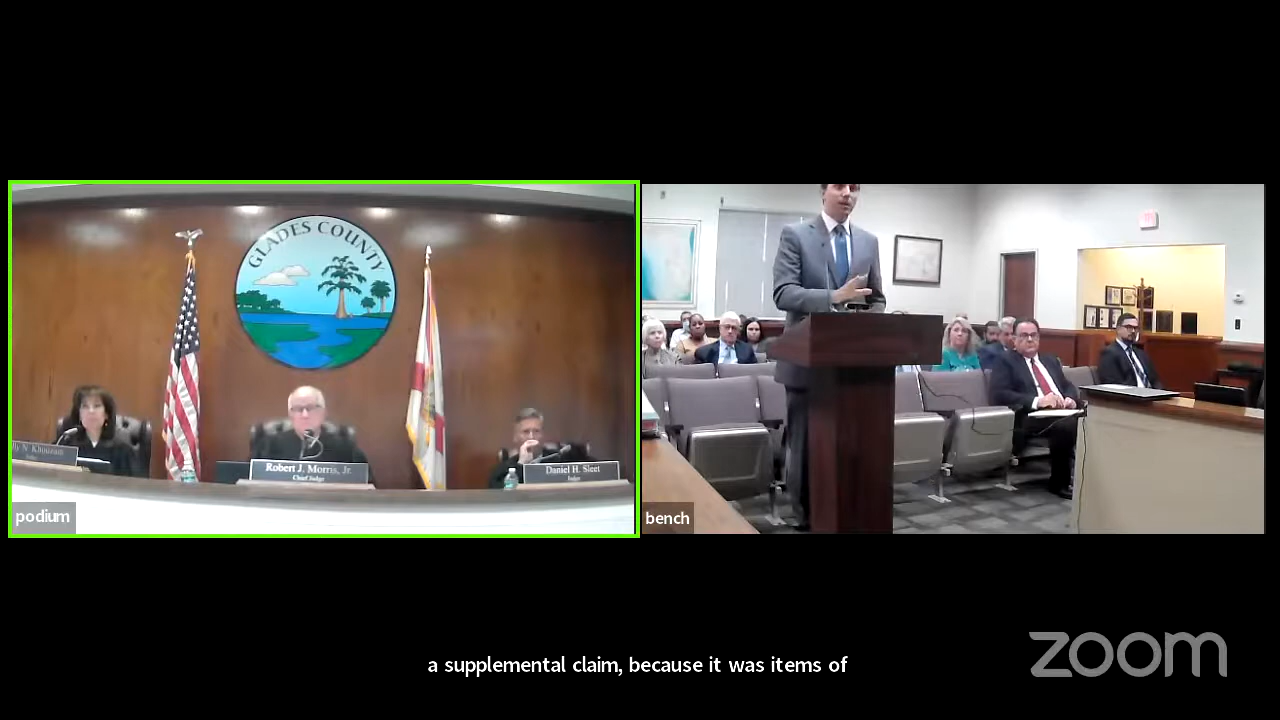 GLADES COUNTY
Khouzam
Robert J. Morris, Jr.
Chief Judge
Daniel H. Sleet
Judge
podium
bench
a supplemental claim, because it was items of
zoom